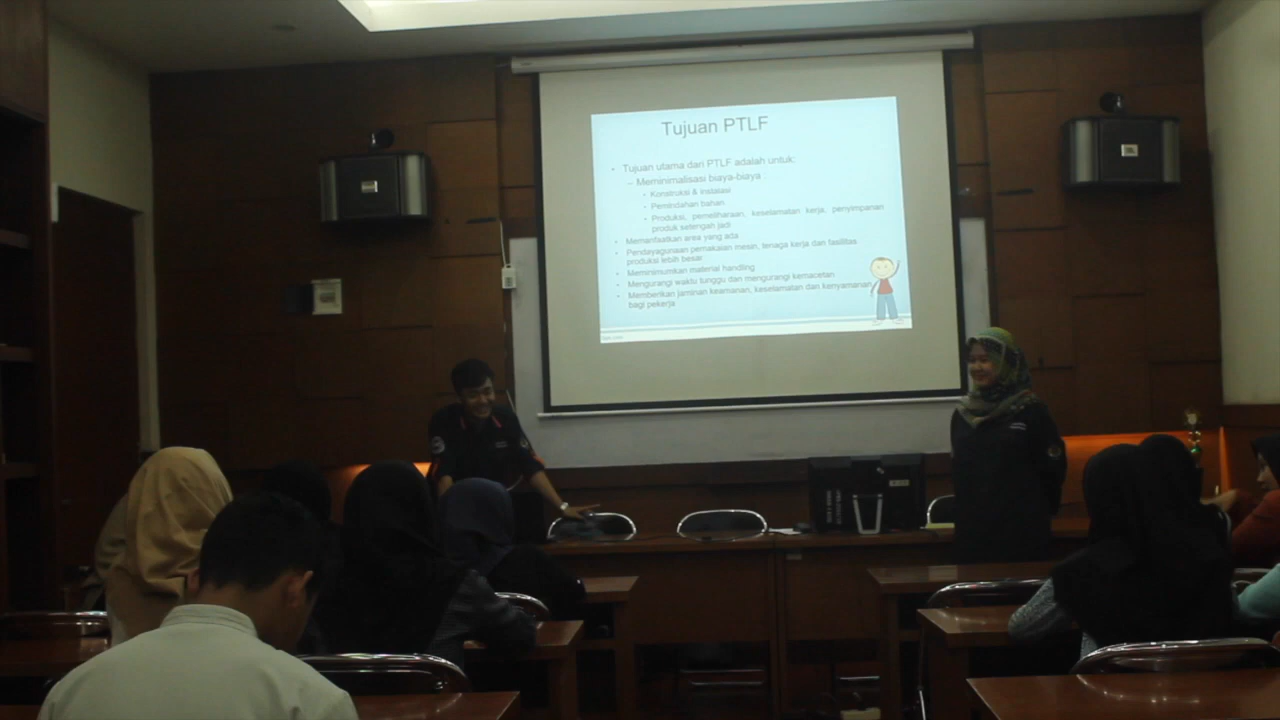 Tujuan PTLF
• Tujuan utama dari PTLF adalah untuk:
– Meminimalisasi biaya-biaya :
• Konstruksi & instalasi
• Pemindahan bahan
• Produksi, pemeliharaan, keselamatan kerja, penyimpanan
produk setengah jadi
• Memanfaatkan area yang ada
• Pendayagunaan pemakaian mesin, tenaga kerja dan fasilitas
produksi lebih besar
• Meminimumkan material handling
• Mengurangi waktu tunggu dan mengurangi kemacetan
• Memberikan jaminan keamanan, keselamatan dan kenyamanan
bagi pekerja